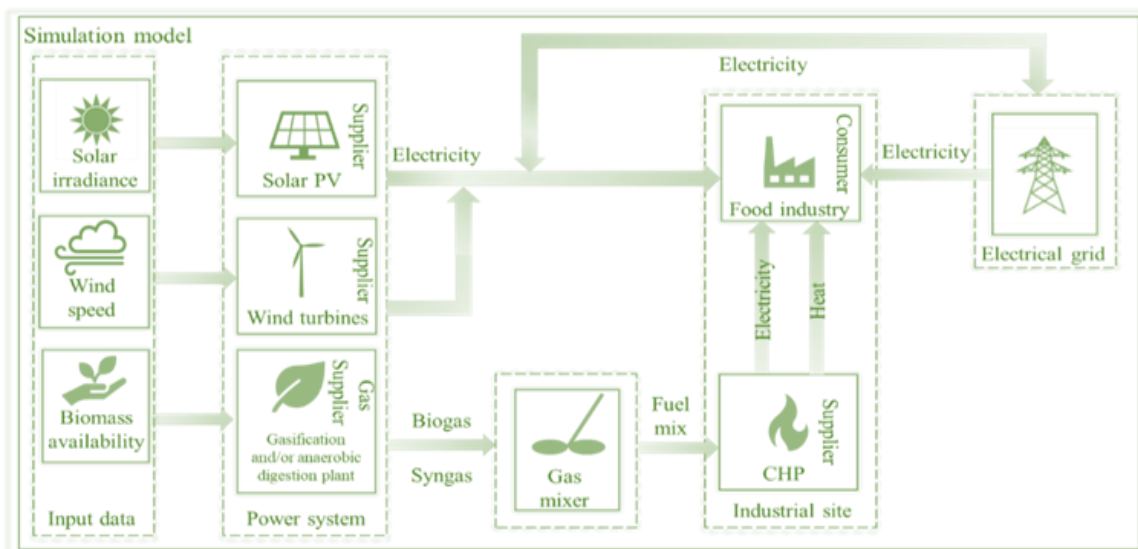 Simulation model
Solar
irradiance
Wind
speed
Biomass
availability
Input data
Supplier
Solar PV
Supplier
Wind turbines
Gas
Supplier
Gasification
and/or anaerobic
digestion plant
Power system
Electricity
Biogas
Syngas
Gas
mixer
Fuel
mix
Electricity
Consumer
Food industry
Electricity
Heat
Supplier
CHP
Industrial site
Electricity
Electrical grid